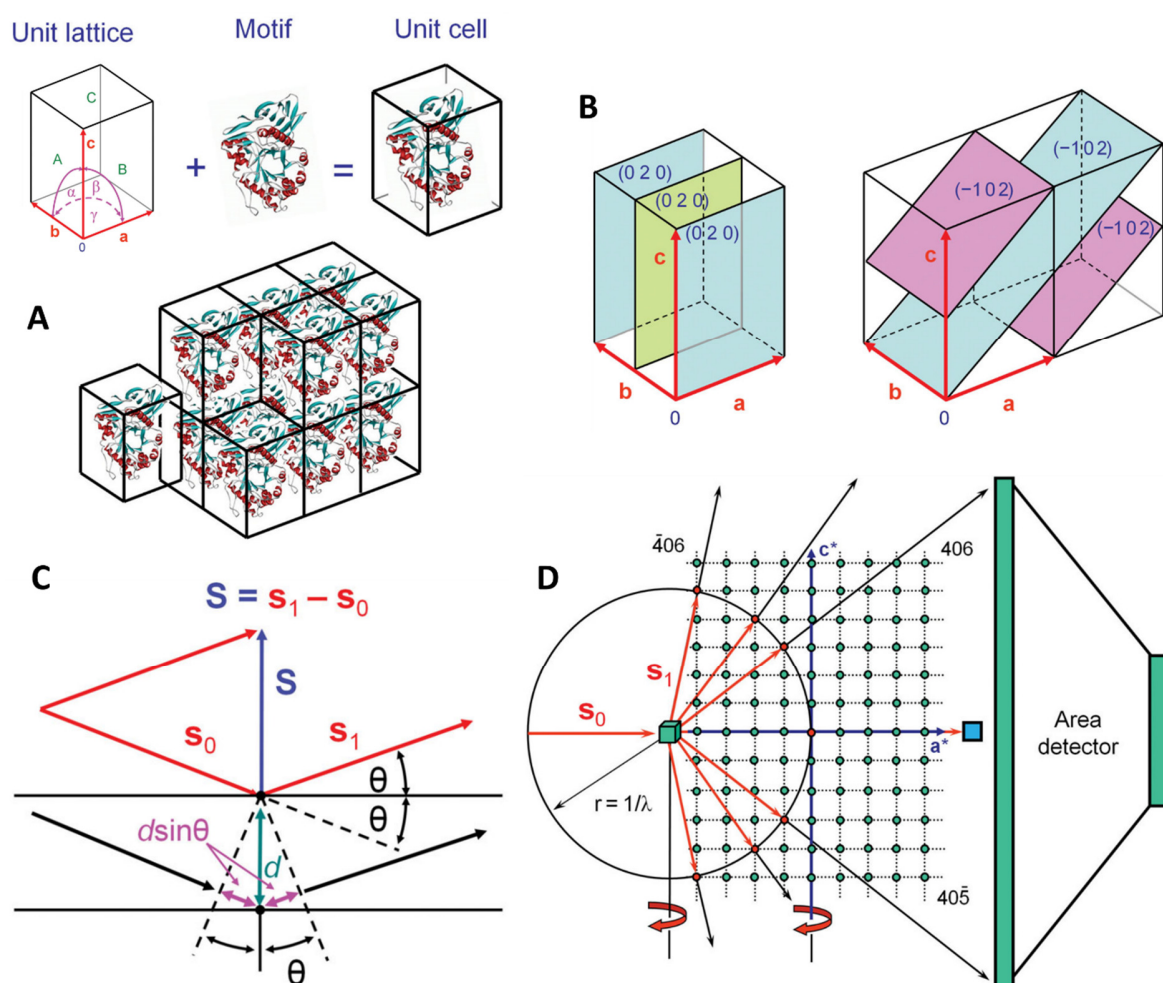 Unit lattice
Motif
Unit cell
C
c
A
B
α
β
γ
b
a
0
+
=
A
B
(0 2 0)
(0 2 0)
(0 2 0)
c
b
a
0
(−1 0 2)
(−1 0 2)
(−1 0 2)
c
b
a
0
C
S = s₁ − s₀
S
s₀
s₁
θ
θ
dsinθ
d
θ
D
4̄06
c*
406
s₁
s₀
a*
r = 1/λ
Area
detector
405̄